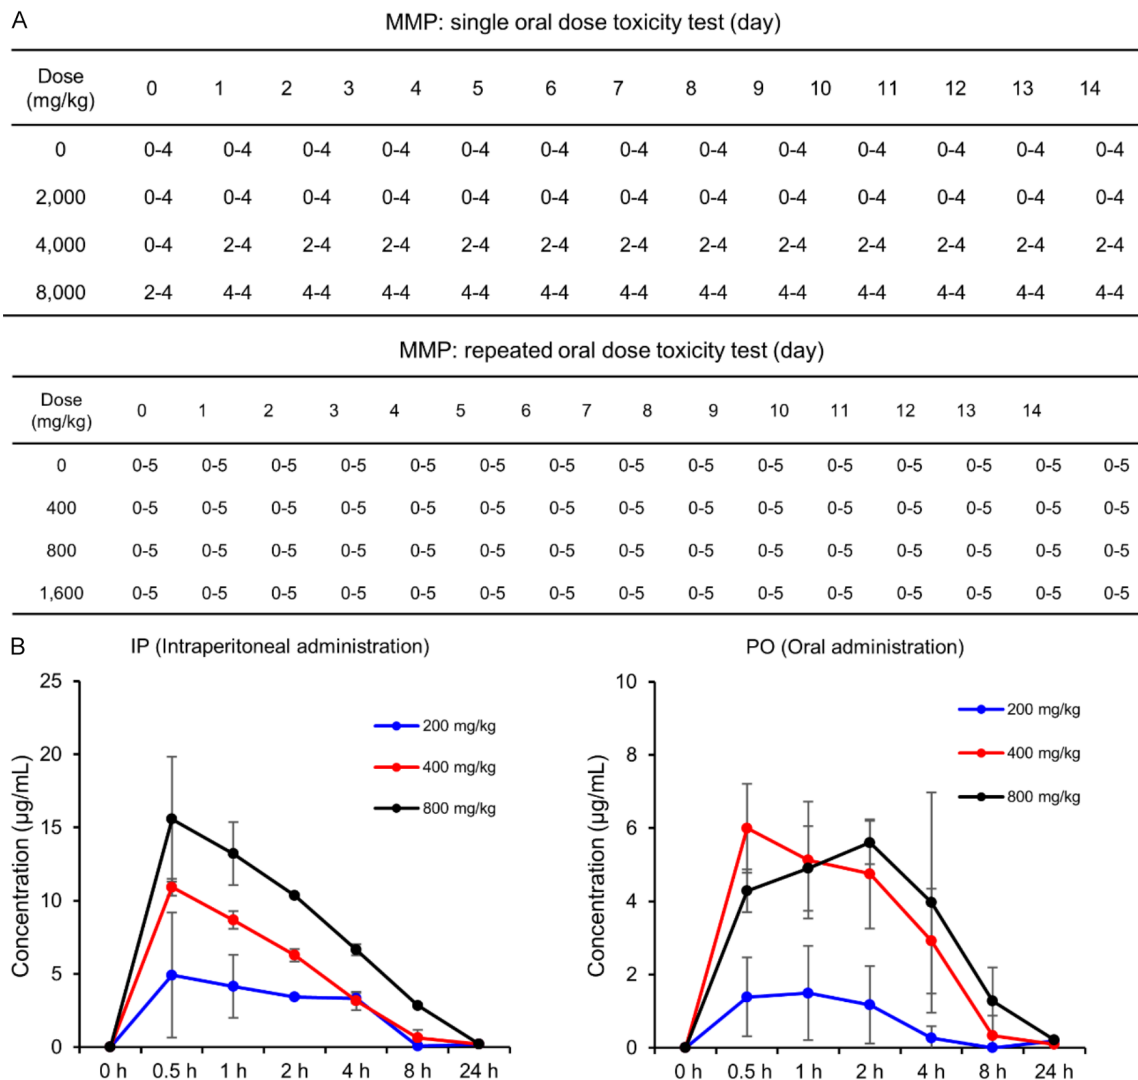 A
MMP: single oral dose toxicity test (day)
Dose (mg/kg) 0 1 2 3 4 5 6 7 8 9 10 11 12 13 14
0 0-4 0-4 0-4 0-4 0-4 0-4 0-4 0-4 0-4 0-4 0-4 0-4 0-4 0-4 0-4
2,000 0-4 0-4 0-4 0-4 0-4 0-4 0-4 0-4 0-4 0-4 0-4 0-4 0-4 0-4 0-4
4,000 0-4 2-4 2-4 2-4 2-4 2-4 2-4 2-4 2-4 2-4 2-4 2-4 2-4 2-4 2-4
8,000 2-4 4-4 4-4 4-4 4-4 4-4 4-4 4-4 4-4 4-4 4-4 4-4 4-4 4-4 4-4
MMP: repeated oral dose toxicity test (day)
Dose (mg/kg) 0 1 2 3 4 5 6 7 8 9 10 11 12 13 14
0 0-5 0-5 0-5 0-5 0-5 0-5 0-5 0-5 0-5 0-5 0-5 0-5 0-5 0-5 0-5
400 0-5 0-5 0-5 0-5 0-5 0-5 0-5 0-5 0-5 0-5 0-5 0-5 0-5 0-5 0-5
800 0-5 0-5 0-5 0-5 0-5 0-5 0-5 0-5 0-5 0-5 0-5 0-5 0-5 0-5 0-5
1,600 0-5 0-5 0-5 0-5 0-5 0-5 0-5 0-5 0-5 0-5 0-5 0-5 0-5 0-5 0-5
B
IP (Intraperitoneal administration)
Concentration (µg/mL)
25
20
15
10
5
0
200 mg/kg
400 mg/kg
800 mg/kg
0 h 0.5 h 1 h 2 h 4 h 8 h 24 h
PO (Oral administration)
Concentration (µg/mL)
10
8
6
4
2
0
200 mg/kg
400 mg/kg
800 mg/kg
0 h 0.5 h 1 h 2 h 4 h 8 h 24 h